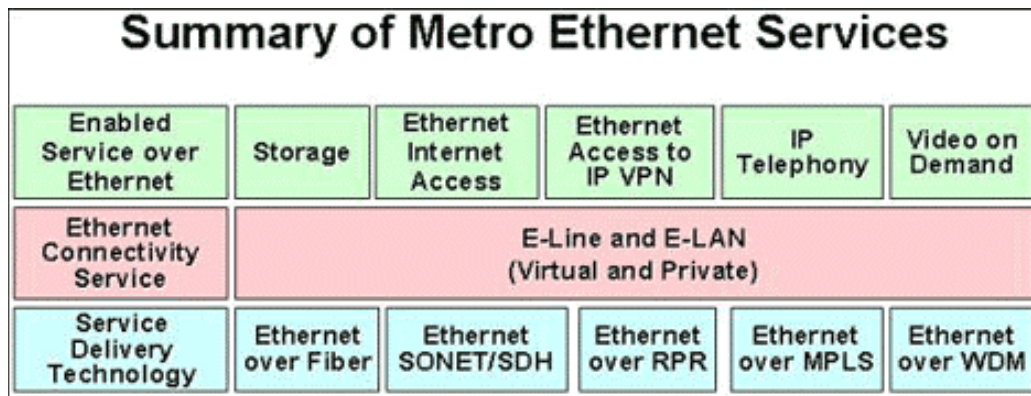 Summary of Metro Ethernet Services
Enabled
Service over
Ethernet
Storage
Ethernet
Internet
Access
Ethernet
Access to
IP VPN
IP
Telephony
Video on
Demand
Ethernet
Connectivity
Service
E-Line and E-LAN
(Virtual and Private)
Service
Delivery
Technology
Ethernet
over Fiber
Ethernet
SONET/SDH
Ethernet
over RPR
Ethernet
over MPLS
Ethernet
over WDM